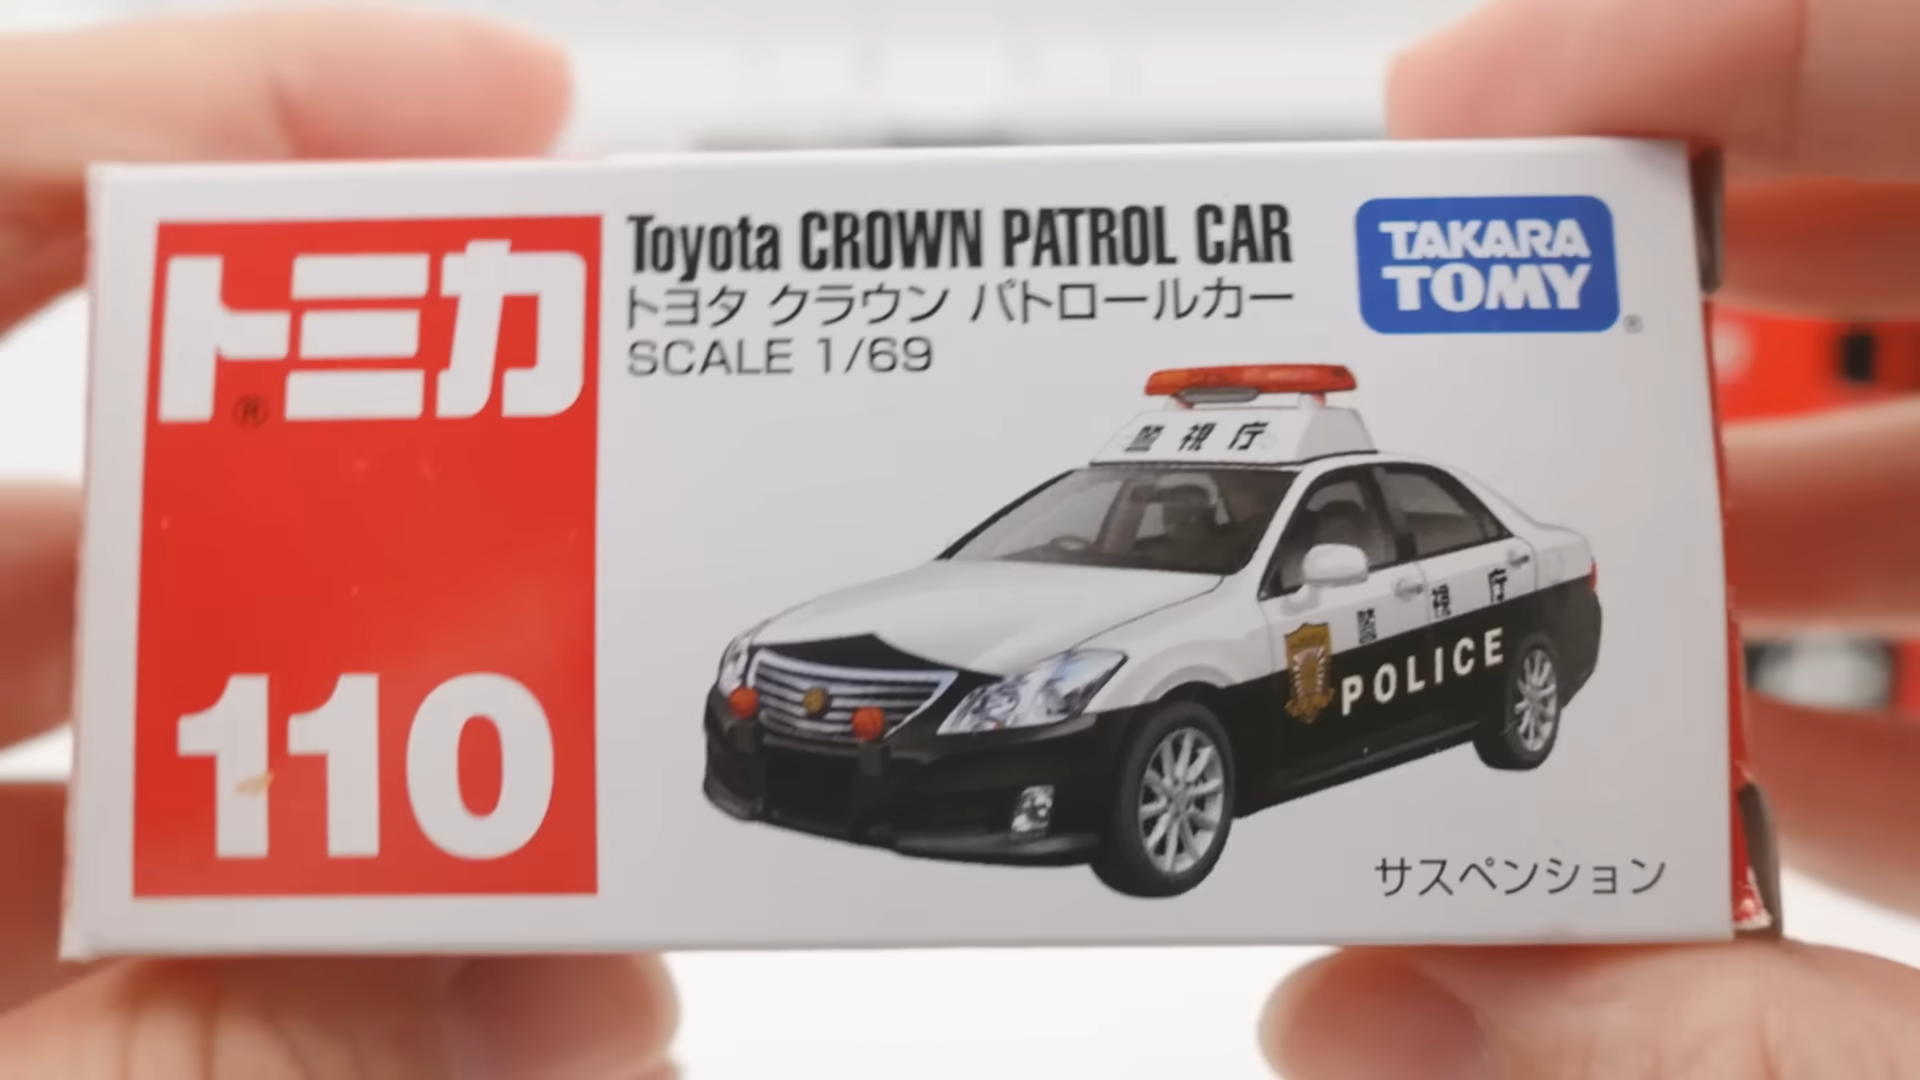 トミカ
®
110
Toyota CROWN PATROL CAR
トヨタ クラウン パトロールカー
SCALE 1/69
TAKARA
TOMY
®
警視庁
警視庁
POLICE
サスペンション